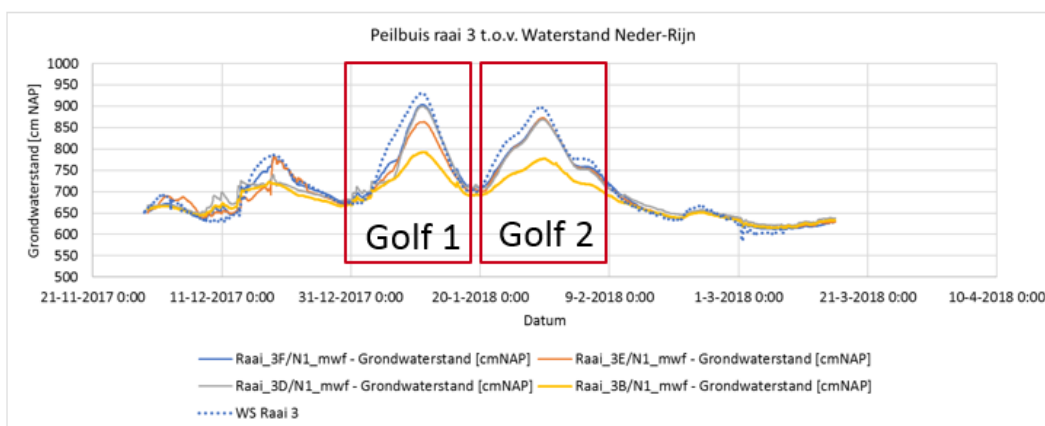 Peilbuis raai 3 t.o.v. Waterstand Neder-Rijn
Grondwaterstand [cm NAP]
1000
950
900
850
800
750
700
650
600
550
500
Golf 1
Golf 2
21-11-2017 0:00 11-12-2017 0:00 31-12-2017 0:00 20-1-2018 0:00 9-2-2018 0:00 1-3-2018 0:00 21-3-2018 0:00 10-4-2018 0:00
Datum
Raai_3F/N1_mwf - Grondwaterstand [cmNAP] Raai_3E/N1_mwf - Grondwaterstand [cmNAP]
Raai_3D/N1_mwf - Grondwaterstand [cmNAP] Raai_3B/N1_mwf - Grondwaterstand [cmNAP]
WS Raai 3